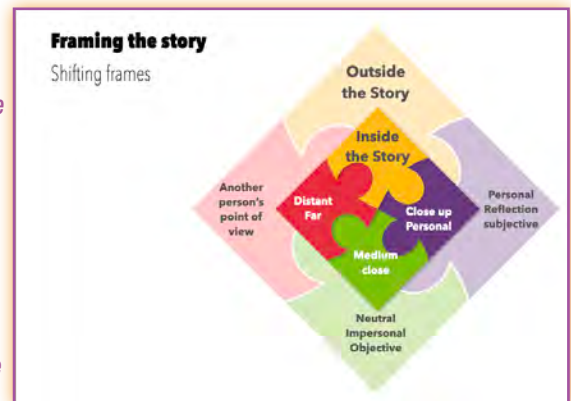 Framing the story
Shifting frames
Outside
the Story
Inside
the Story
Another
person's
point of
view
Distant
Far
Close up
Personal
Personal
Reflection
subjective
Medium
close
Neutral
Impersonal
Objective